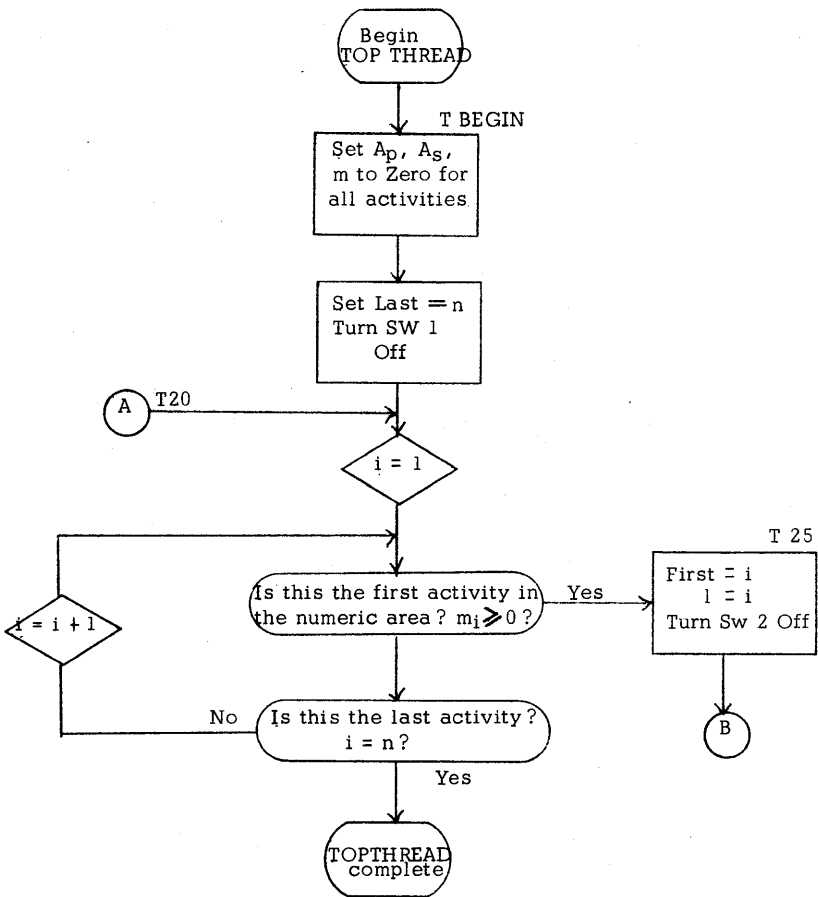 Begin
TOP THREAD
T BEGIN
Set Ap, As,
m to Zero for
all activities
Set Last = n
Turn SW 1
Off
A
T20
i = 1
T 25
Is this the first activity in
the numeric area? mi ≥ 0?
Yes
First = i
l = i
Turn Sw 2 Off
i = i + 1
B
No
Is this the last activity?
i = n?
Yes
TOPTHREAD
complete